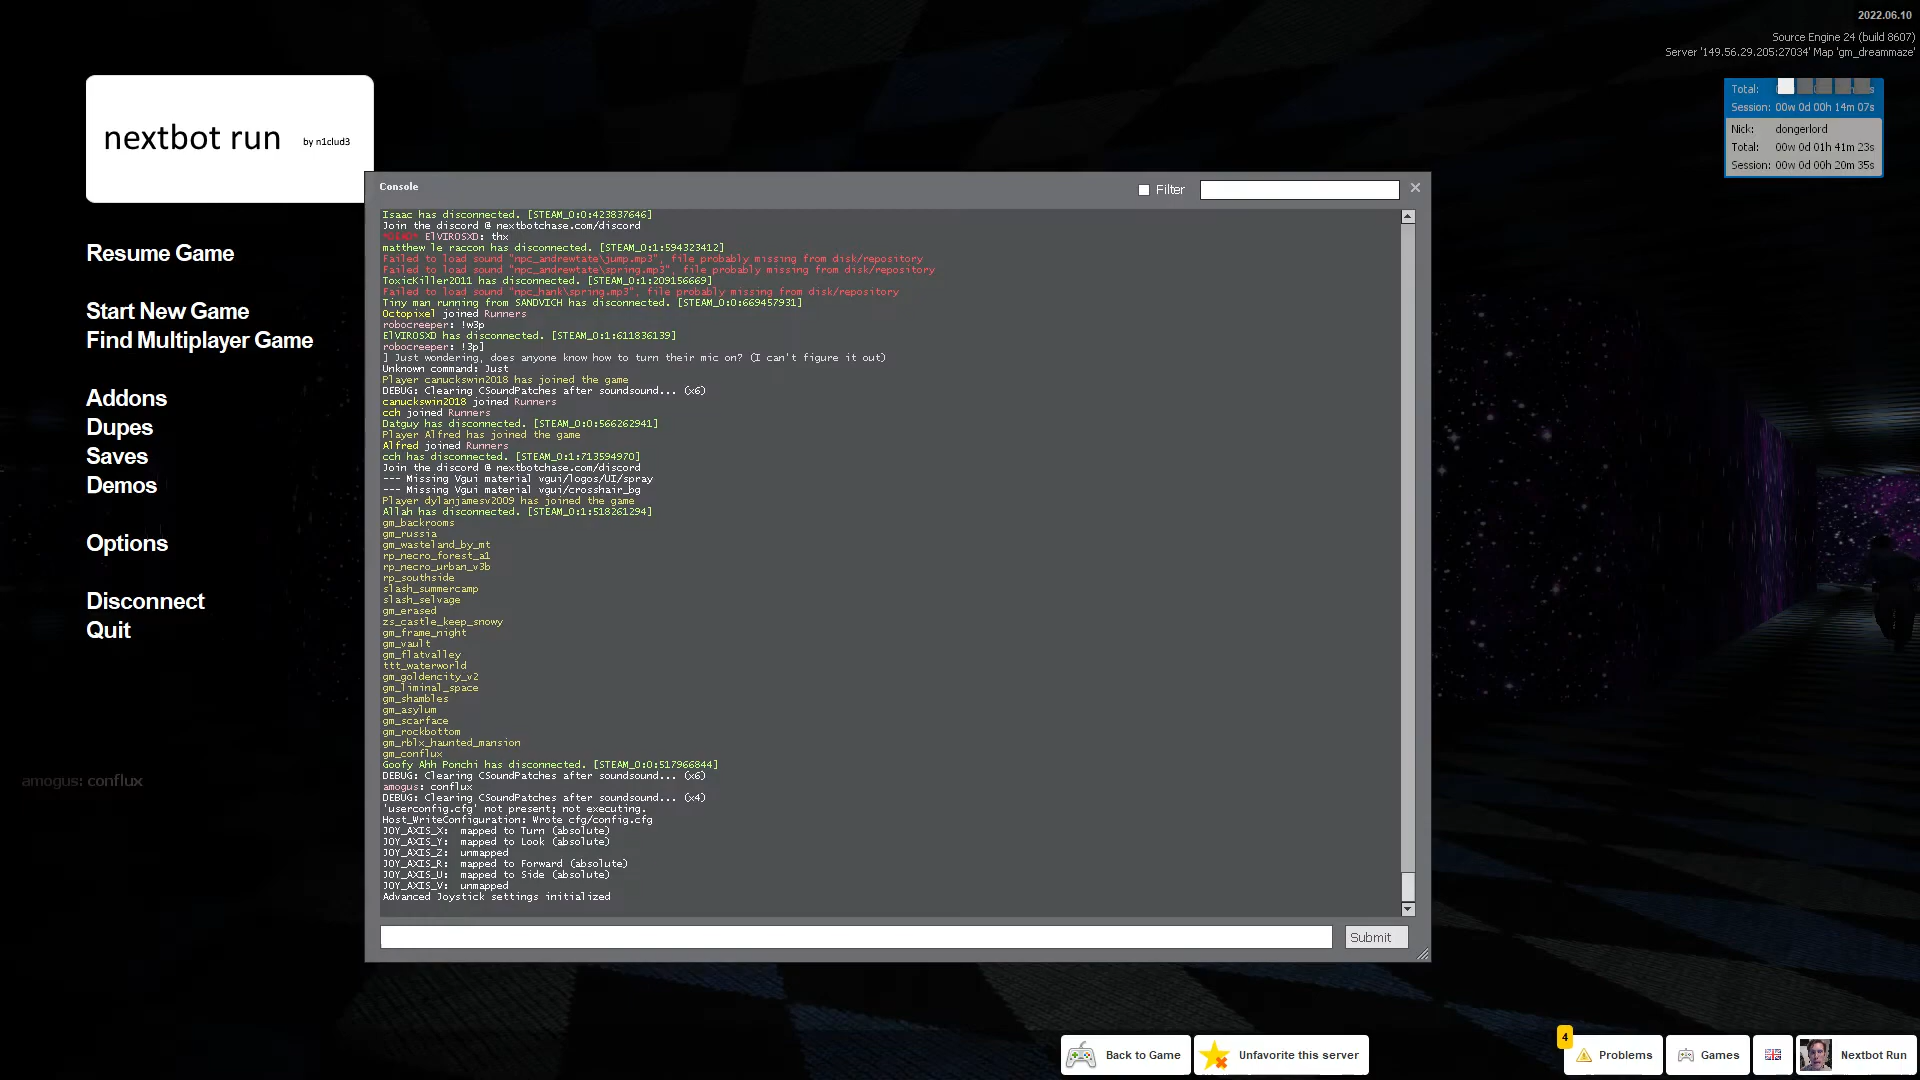 2022.06.10
Source Engine 24 (build 8607)
Server '149.56.29.205:27034' Map 'gm_dreammaze'
Total:
Session: 00w 0d 00h 14m 07s
Nick: dongerlord
Total: 00w 0d 01h 41m 23s
Session: 00w 0d 00h 20m 35s
nextbot run by n1clud3
Resume Game
Start New Game
Find Multiplayer Game
Addons
Dupes
Saves
Demos
Options
Disconnect
Quit
amogus: conflux
Console
Filter
Isaac has disconnected. [STEAM_0:0:423837646]
Join the discord @ nextbotchase.com/discord
*DEAD* ElVIROSXD: thx
matthew le raccon has disconnected. [STEAM_0:1:594323412]
Failed to load sound "npc_andrewtate\jump.mp3", file probably missing from disk/repository
Failed to load sound "npc_andrewtate\spring.mp3", file probably missing from disk/repository
ToxicKiller2011 has disconnected. [STEAM_0:1:209156669]
Failed to load sound "npc_hank\spring.mp3", file probably missing from disk/repository
Tiny man running from SANDVICH has disconnected. [STEAM_0:0:669457931]
Octopixel joined Runners
robocreeper: !w3p
ElVIROSXD has disconnected. [STEAM_0:1:611836139]
robocreeper: !3p]
] Just wondering, does anyone know how to turn their mic on? (I can't figure it out)
Unknown command: Just
Player canuckswin2018 has joined the game
DEBUG: Clearing CSoundPatches after soundsound... (x6)
canuckswin2018 joined Runners
cch joined Runners
Datguy has disconnected. [STEAM_0:0:566262941]
Player Alfred has joined the game
Alfred joined Runners
cch has disconnected. [STEAM_0:1:713594970]
Join the discord @ nextbotchase.com/discord
--- Missing Vgui material vgui/logos/UI/spray
--- Missing Vgui material vgui/crosshair_bg
Player dylanjamesv2009 has joined the game
Allah has disconnected. [STEAM_0:1:518261294]
gm_backrooms
gm_russia
gm_wasteland_by_mt
rp_necro_forest_a1
rp_necro_urban_v3b
rp_southside
slash_summercamp
slash_selvage
gm_erased
zs_castle_keep_snowy
gm_frame_night
gm_vault
gm_flatvalley
ttt_waterworld
gm_goldencity_v2
gm_liminal_space
gm_shambles
gm_asylum
gm_scarface
gm_rockbottom
gm_rblx_haunted_mansion
gm_conflux
Goofy Ahh Ponchi has disconnected. [STEAM_0:0:517966844]
DEBUG: Clearing CSoundPatches after soundsound... (x6)
amogus: conflux
DEBUG: Clearing CSoundPatches after soundsound... (x4)
'userconfig.cfg' not present; not executing.
Host_WriteConfiguration: Wrote cfg/config.cfg
JOY_AXIS_X: mapped to Turn (absolute)
JOY_AXIS_Y: mapped to Look (absolute)
JOY_AXIS_Z: unmapped
JOY_AXIS_R: mapped to Forward (absolute)
JOY_AXIS_U: mapped to Side (absolute)
JOY_AXIS_V: unmapped
Advanced Joystick settings initialized
Submit
Back to Game
Unfavorite this server
4
Problems
Games
Nextbot Run